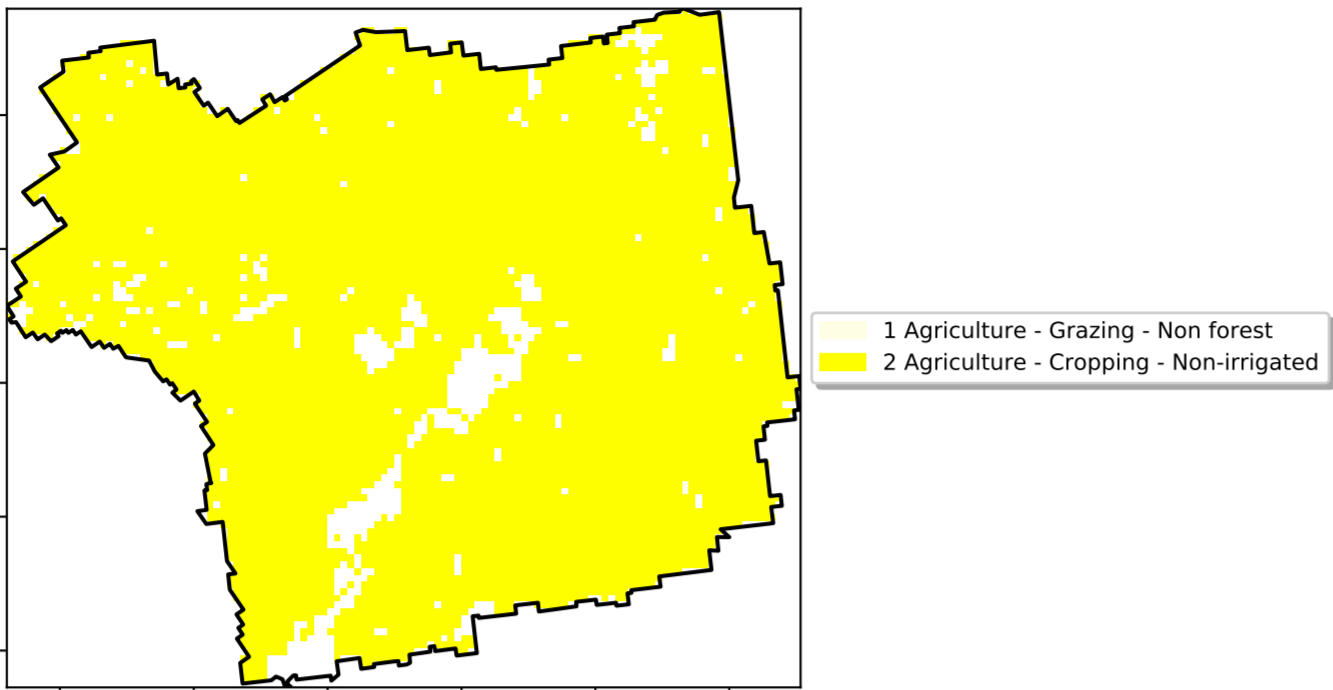 1 Agriculture - Grazing - Non forest
2 Agriculture - Cropping - Non-irrigated